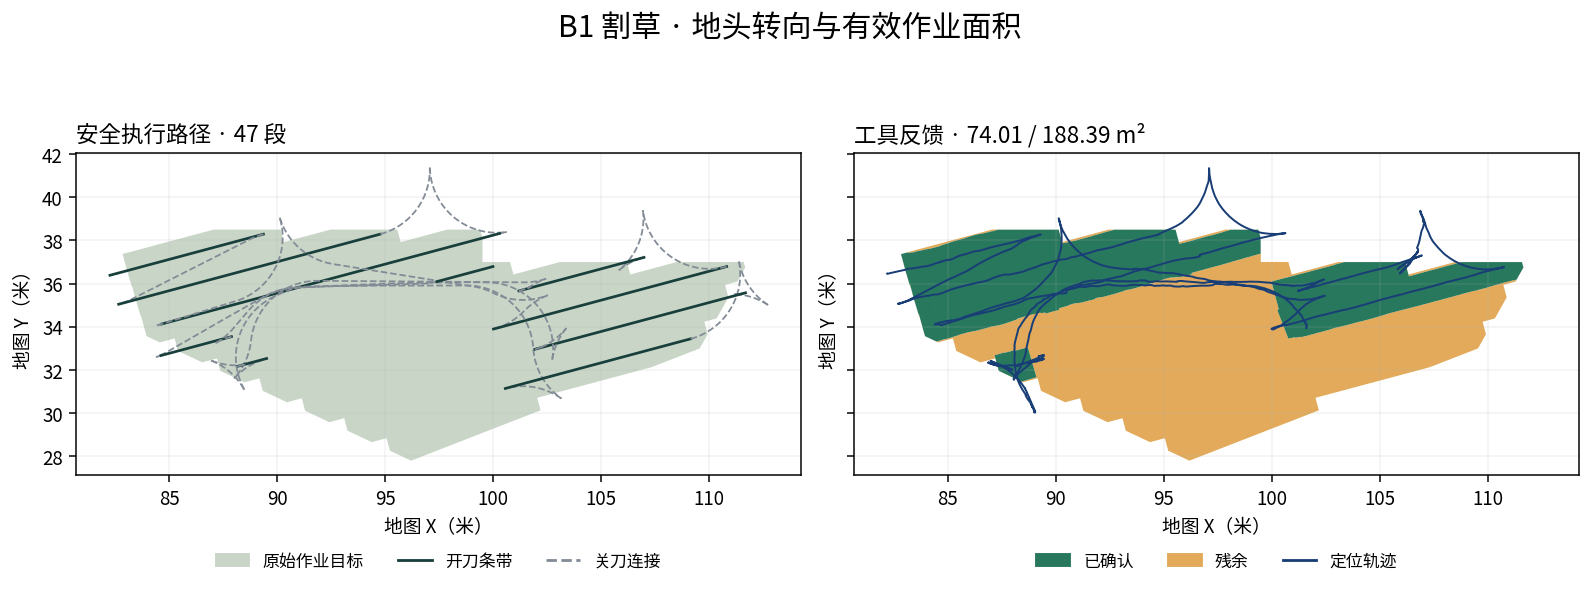 B1 割草 · 地头转向与有效作业面积
安全执行路径 · 47 段
工具反馈 · 74.01 / 188.39 m²
42
40
38
36
34
32
30
28
地图 Y（米）
地图 Y（米）
85
90
95
100
105
110
85
90
95
100
105
110
地图 X（米）
地图 X（米）
原始作业目标
开刀条带
关刀连接
已确认
残余
定位轨迹